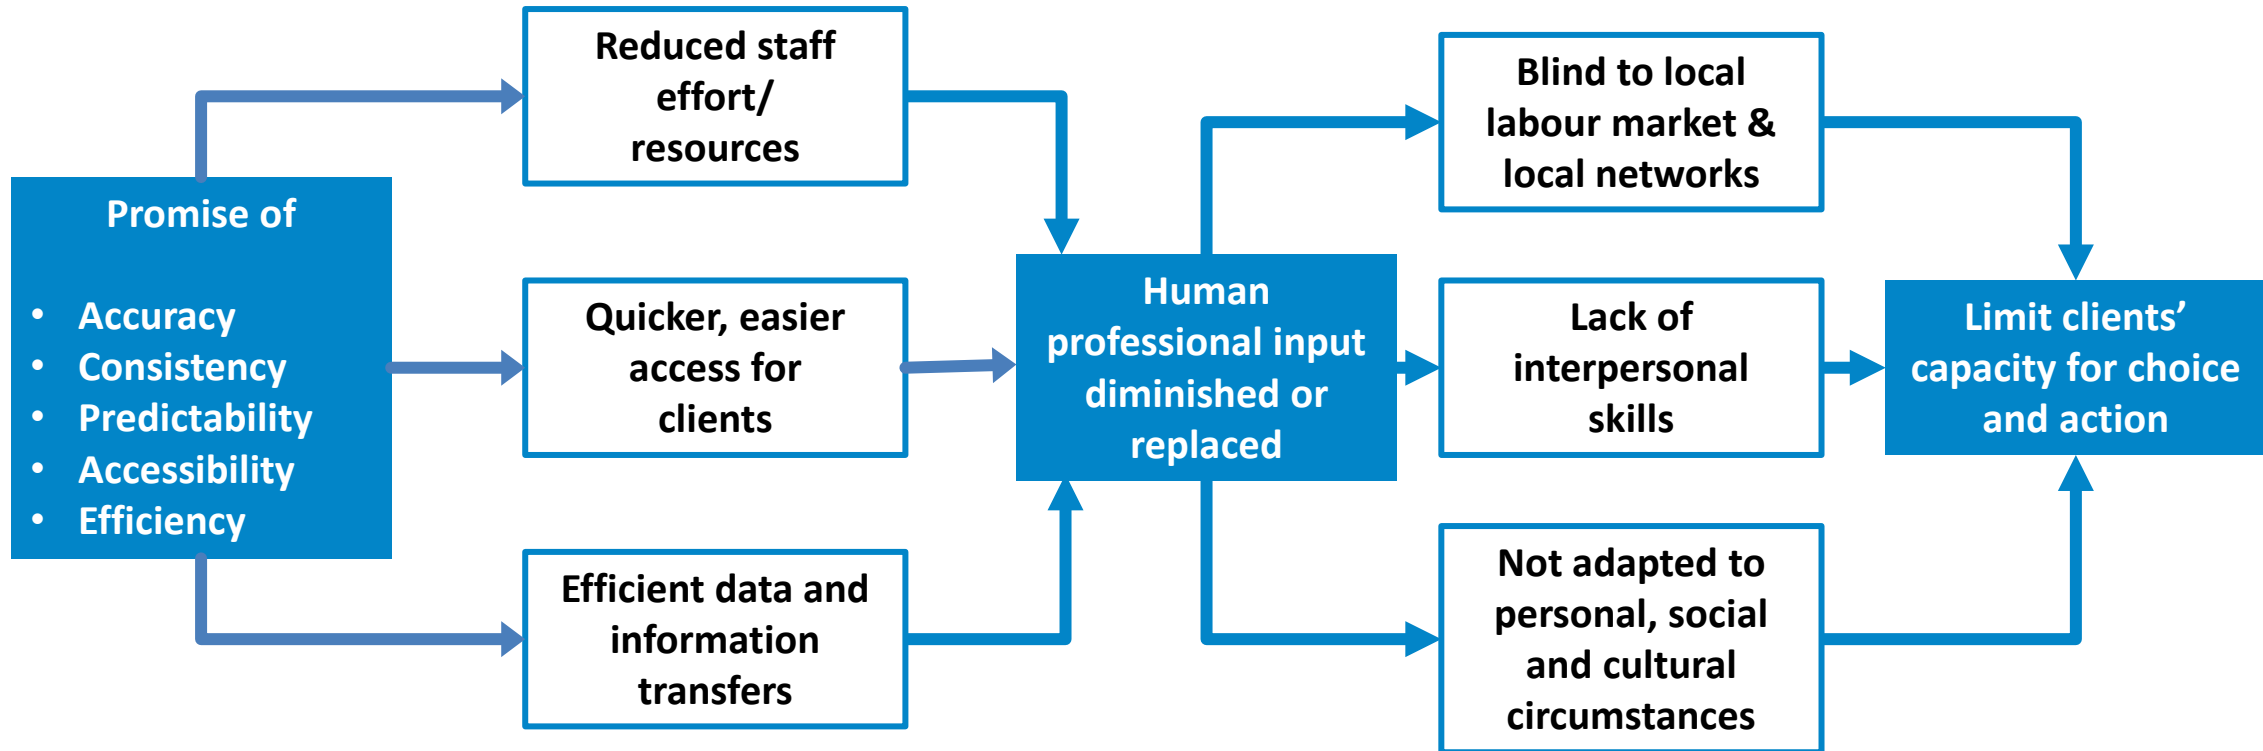 Promise of
• Accuracy
• Consistency
• Predictability
• Accessibility
• Efficiency
Reduced staff
effort/
resources
Quicker, easier
access for
clients
Efficient data and
information
transfers
Human
professional input
diminished or
replaced
Blind to local
labour market &
local networks
Lack of
interpersonal
skills
Not adapted to
personal, social
and cultural
circumstances
Limit clients’
capacity for choice
and action